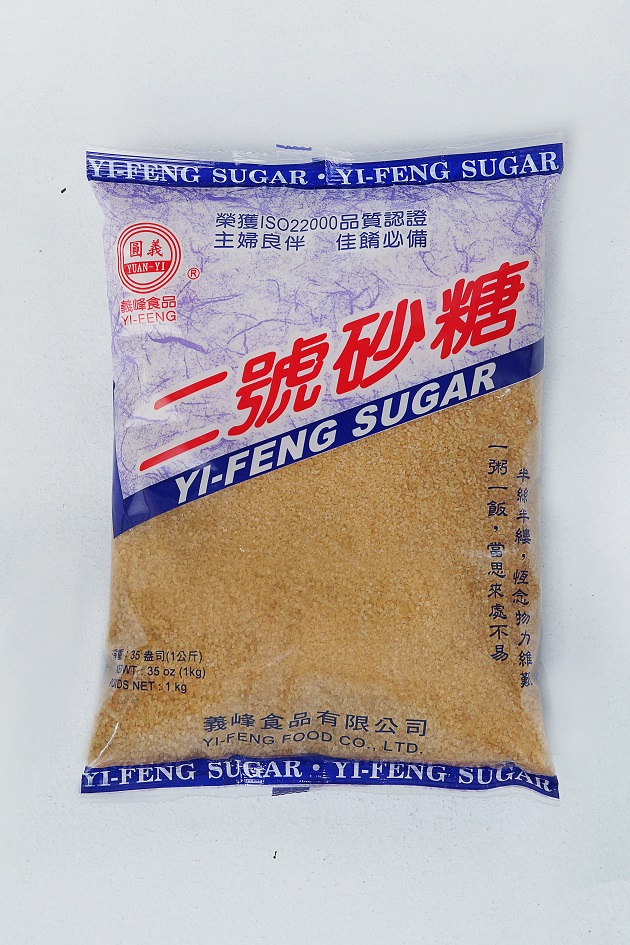 YI-FENG SUGAR • YI-FENG SUGAR
榮獲ISO22000品質認證
主婦良伴 佳餚必備
圓義
YUAN-YI
®
義峰食品
YI-FENG
二號砂糖
YI-FENG SUGAR
一粥一飯,當思來處不易
半絲半縷,恆念物力維艱
重:35 盎司(1公斤)
WT.:35 oz (1kg)
NET:1 kg
義峰食品有限公司
YI-FENG FOOD CO., LTD.
YI-FENG SUGAR • YI-FENG SUGAR